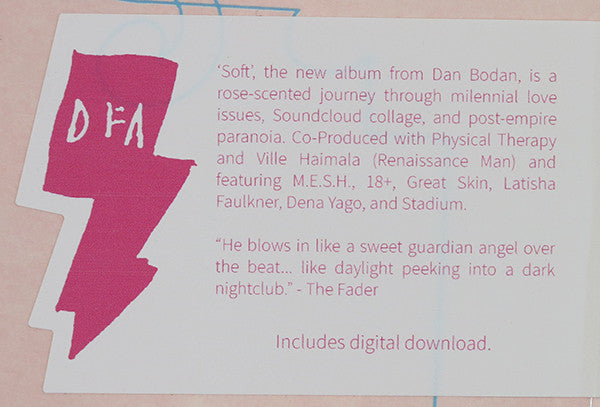 DFA
‘Soft’, the new album from Dan Bodan, is a
rose-scented journey through milennial love
issues, Soundcloud collage, and post-empire
paranoia. Co-Produced with Physical Therapy
and Ville Haimala (Renaissance Man) and
featuring M.E.S.H., 18+, Great Skin, Latisha
Faulkner, Dena Yago, and Stadium.
“He blows in like a sweet guardian angel over
the beat... like daylight peeking into a dark
nightclub.” - The Fader
Includes digital download.